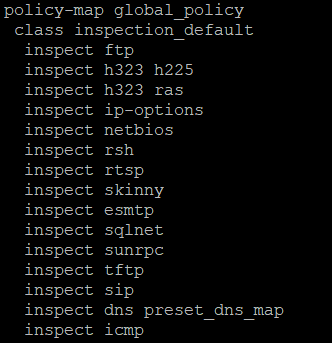 policy-map global_policy
class inspection_default
inspect ftp
inspect h323 h225
inspect h323 ras
inspect ip-options
inspect netbios
inspect rsh
inspect rtsp
inspect skinny
inspect esmtp
inspect sqlnet
inspect sunrpc
inspect tftp
inspect sip
inspect dns preset_dns_map
inspect icmp